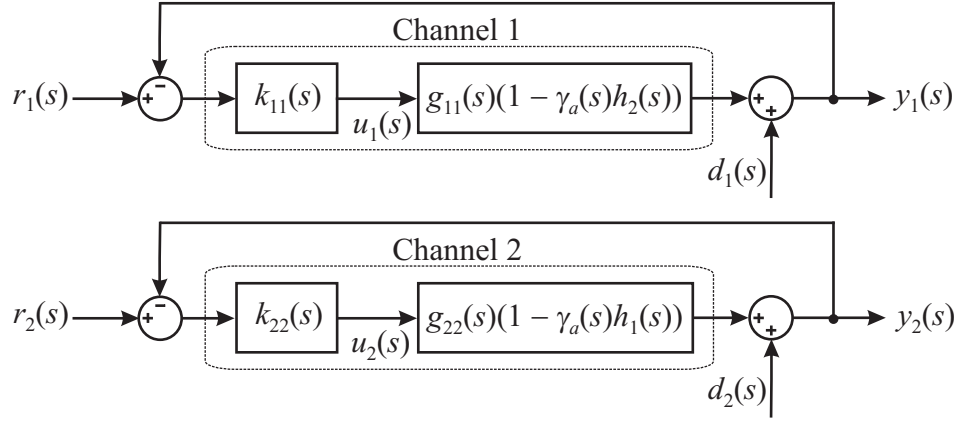 Channel 1
r₁(s)
+
−
k₁₁(s)
u₁(s)
g₁₁(s)(1 − γₐ(s)h₂(s))
+
+
y₁(s)
d₁(s)
Channel 2
r₂(s)
+
−
k₂₂(s)
u₂(s)
g₂₂(s)(1 − γₐ(s)h₁(s))
+
+
y₂(s)
d₂(s)